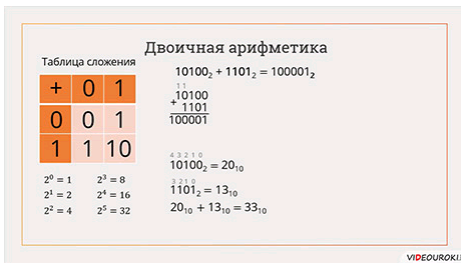 Двоичная арифметика
Таблица сложения
+ 0 1
0 0 1
1 1 10
2⁰ = 1 2³ = 8
2¹ = 2 2⁴ = 16
2² = 4 2⁵ = 32
10100₂ + 1101₂ = 100001₂
1 1
10100
+
1101
100001
4 3 2 1 0
10100₂ = 20₁₀
3 2 1 0
1101₂ = 13₁₀
20₁₀ + 13₁₀ = 33₁₀
VIDEOUROKI